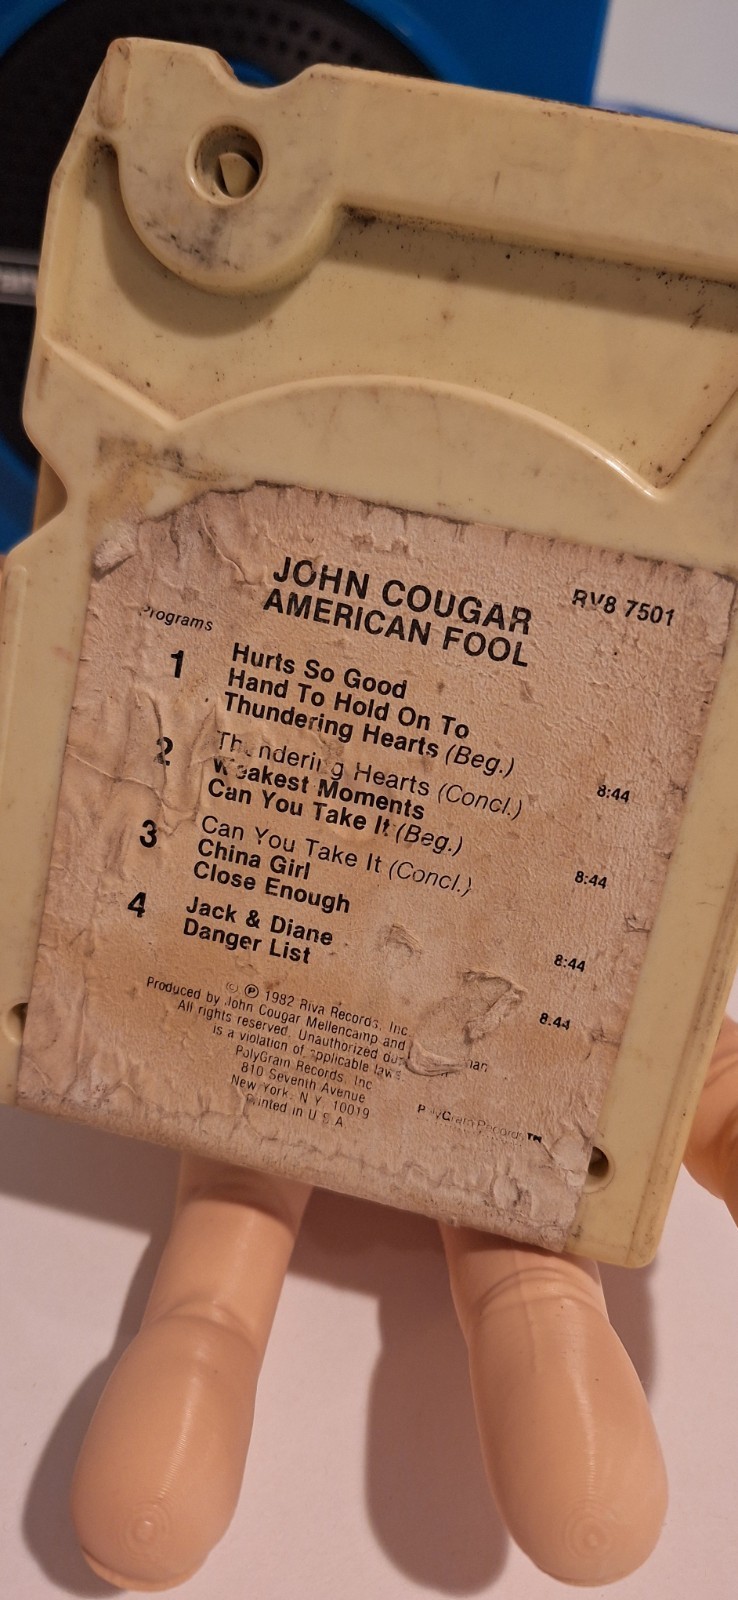 JOHN COUGAR
AMERICAN FOOL
RV8 7501
Programs
1
Hurts So Good
Hand To Hold On To
Thundering Hearts (Beg.)
8:44
2
Thundering Hearts (Concl.)
Weakest Moments
Can You Take It (Beg.)
8:44
3
Can You Take It (Concl.)
China Girl
Close Enough
8:44
4
Jack & Diane
Danger List
8:44
© ℗ 1982 Riva Records, Inc.
Produced by John Cougar Mellencamp and
All rights reserved. Unauthorized
is a violation of applicable laws
PolyGram Records, Inc.
810 Seventh Avenue
New York, N.Y. 10019
Printed in U.S.A.
PolyGram Records™